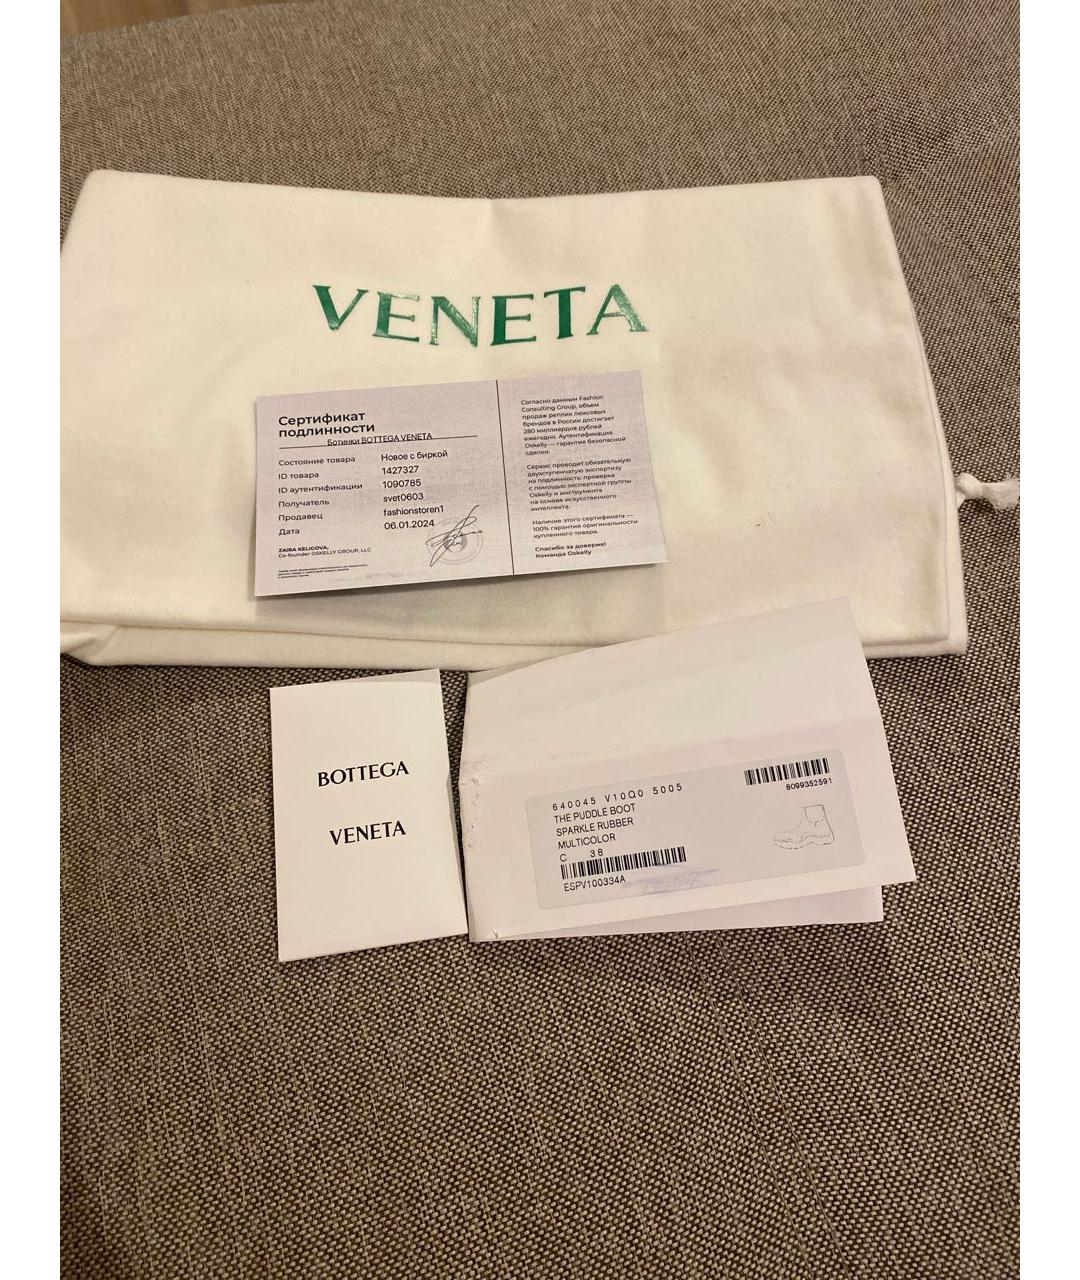 VENETA
Сертификат
подлинности
Ботинки BOTTEGA VENETA
Состояние товара Новое с биркой
ID товара 1427327
ID аутентификации 1090785
Получатель svet0603
Продавец fashionstoren1
Дата 06.01.2024
ZAIRA KELIGOVA,
Co-founder OSKELLY GROUP, LLC
Согласно данным Fashion
Consulting Group, объем
продаж реплик люксовых
брендов в России достигает
280 миллиардов рублей
ежегодно. Аутентификация
Oskelly — гарантия безопасной
сделки.
Сервис проводит обязательную
двухступенчатую экспертизу
на подлинность: проверка
с помощью экспертной группы
Oskelly и инструмента
на основе искусственного
интеллекта.
Наличие этого сертификата —
100% гарантия оригинальности
купленного товара.
Спасибо за доверие!
Команда Oskelly
BOTTEGA
VENETA
640045 V10Q0 5005
THE PUDDLE BOOT
SPARKLE RUBBER
MULTICOLOR
C 38
ESPV100334A
8099352591